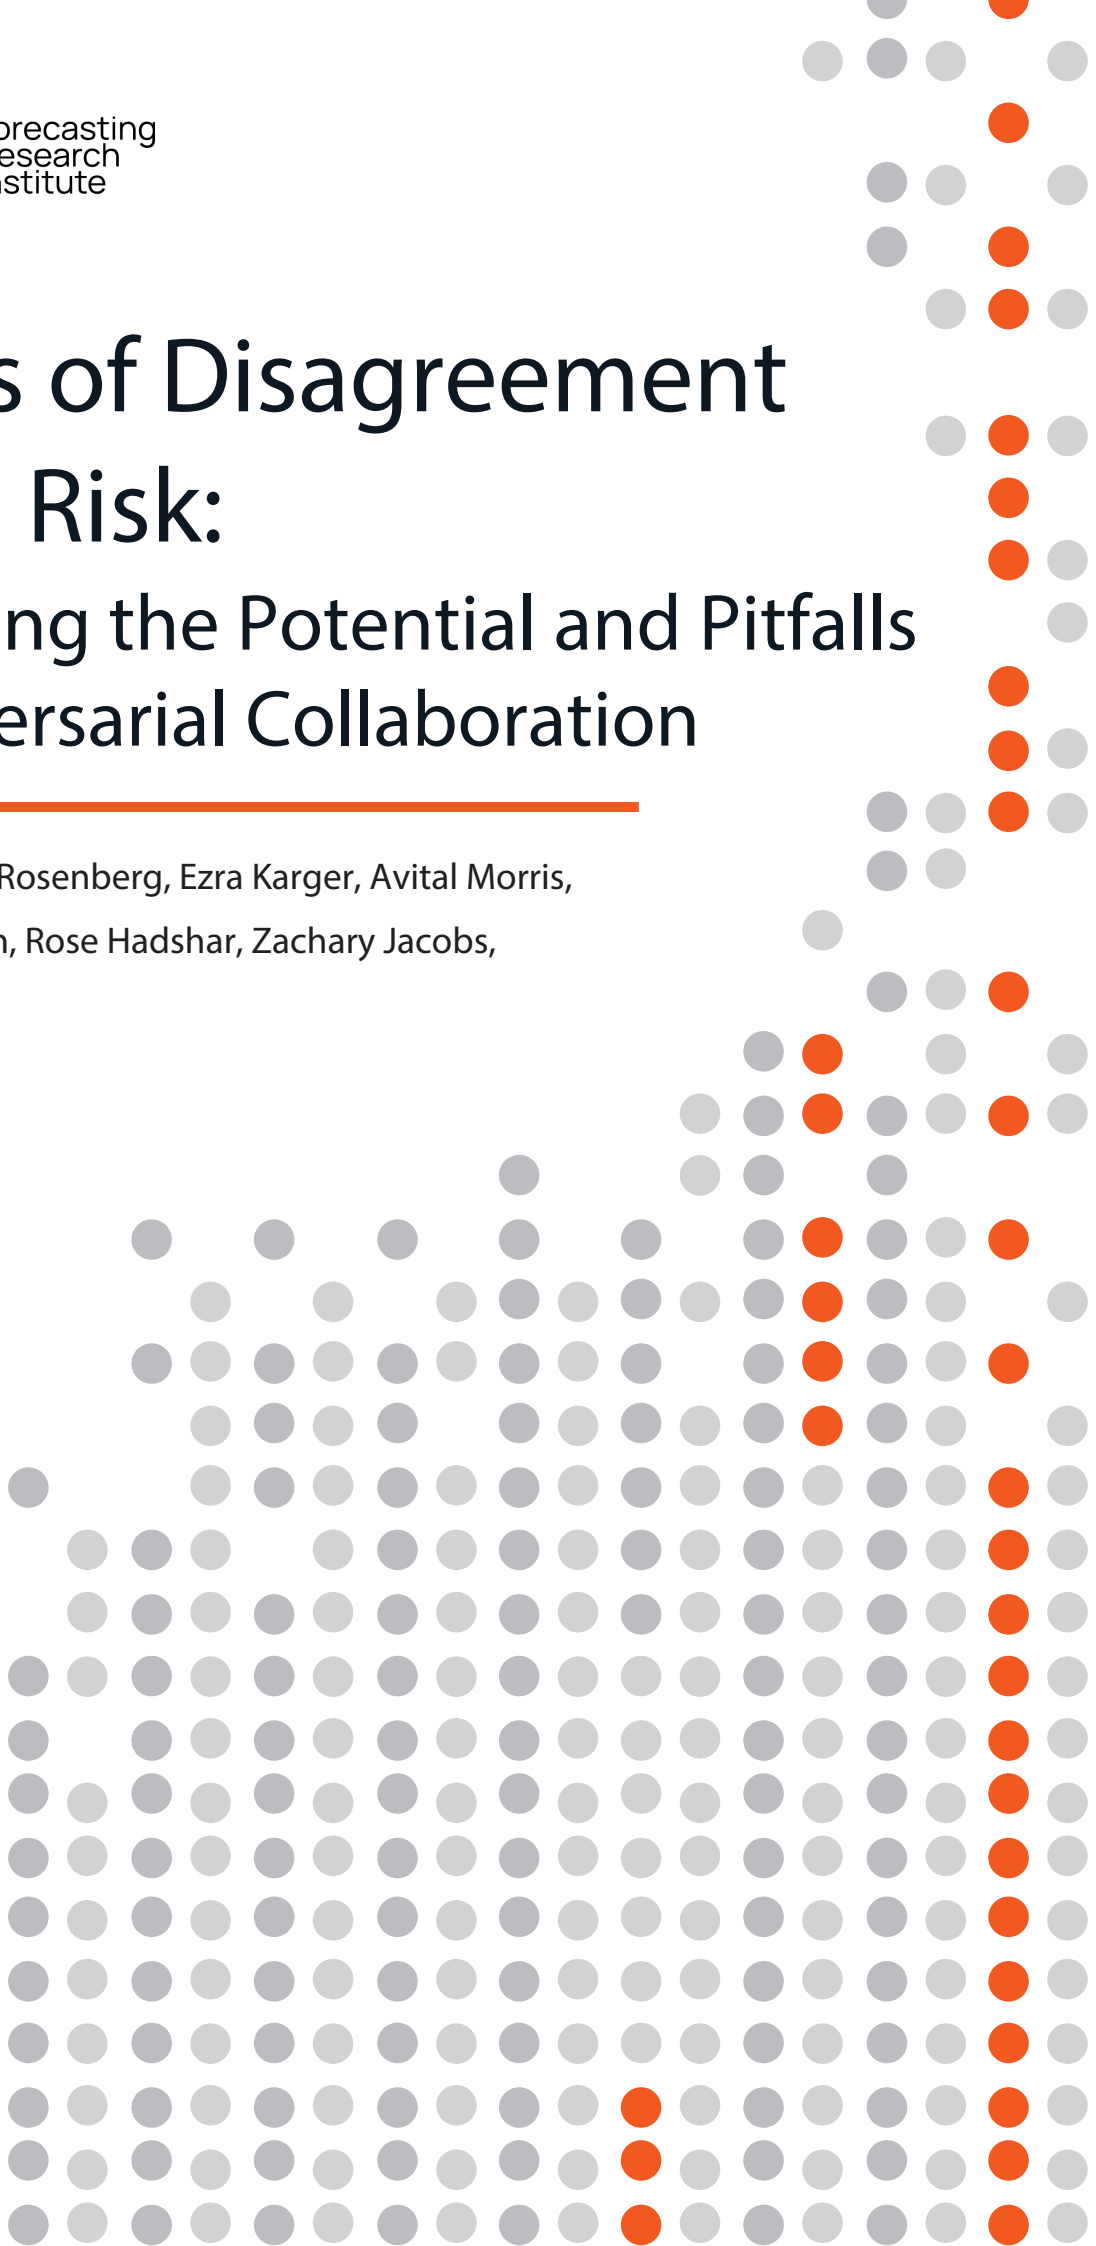 orecasting
esearch
stitute
s of Disagreement
Risk:
ng the Potential and Pitfalls
ersarial Collaboration
Rosenberg, Ezra Karger, Avital Morris,
, Rose Hadshar, Zachary Jacobs,